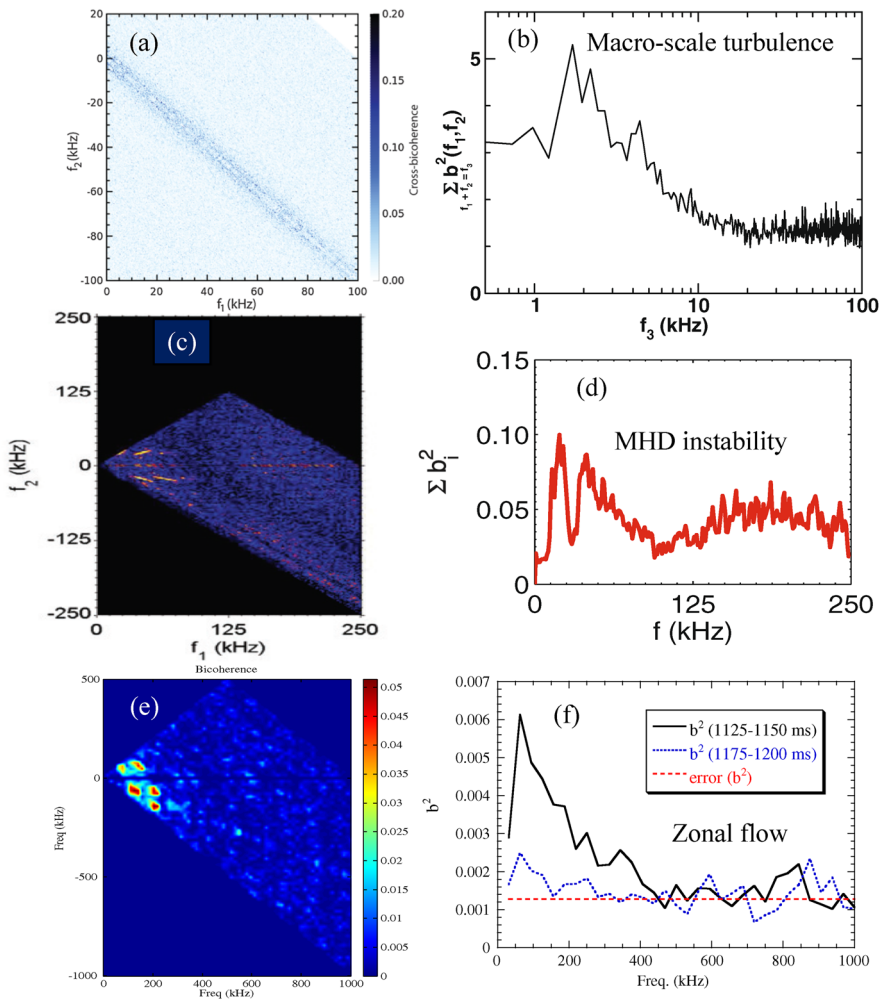 (a)
20
0
-20
-40
-60
-80
-100
f2 (kHz)
0 20 40 60 80 100
f1 (kHz)
0.20
0.15
0.10
0.05
0.00
Cross-bicoherence
(b) Macro-scale turbulence
5
0
Σ b²(f1,f2)
f1 + f2 = f3
1 10 100
f3 (kHz)
(c)
250
125
0
-125
-250
f2 (kHz)
0 125 250
f1 (kHz)
(d)
MHD instability
0.15
0.10
0.05
0
Σ bi²
0 125 250
f (kHz)
Bicoherence
(e)
500
0
-500
-1000
Freq (kHz)
0 200 400 600 800 1000
Freq (kHz)
0.05
0.045
0.04
0.035
0.03
0.025
0.02
0.015
0.01
0.005
0
(f)
b² (1125-1150 ms)
b² (1175-1200 ms)
error (b²)
Zonal flow
0.007
0.006
0.005
0.004
0.003
0.002
0.001
0
b²
0 200 400 600 800 1000
Freq. (kHz)